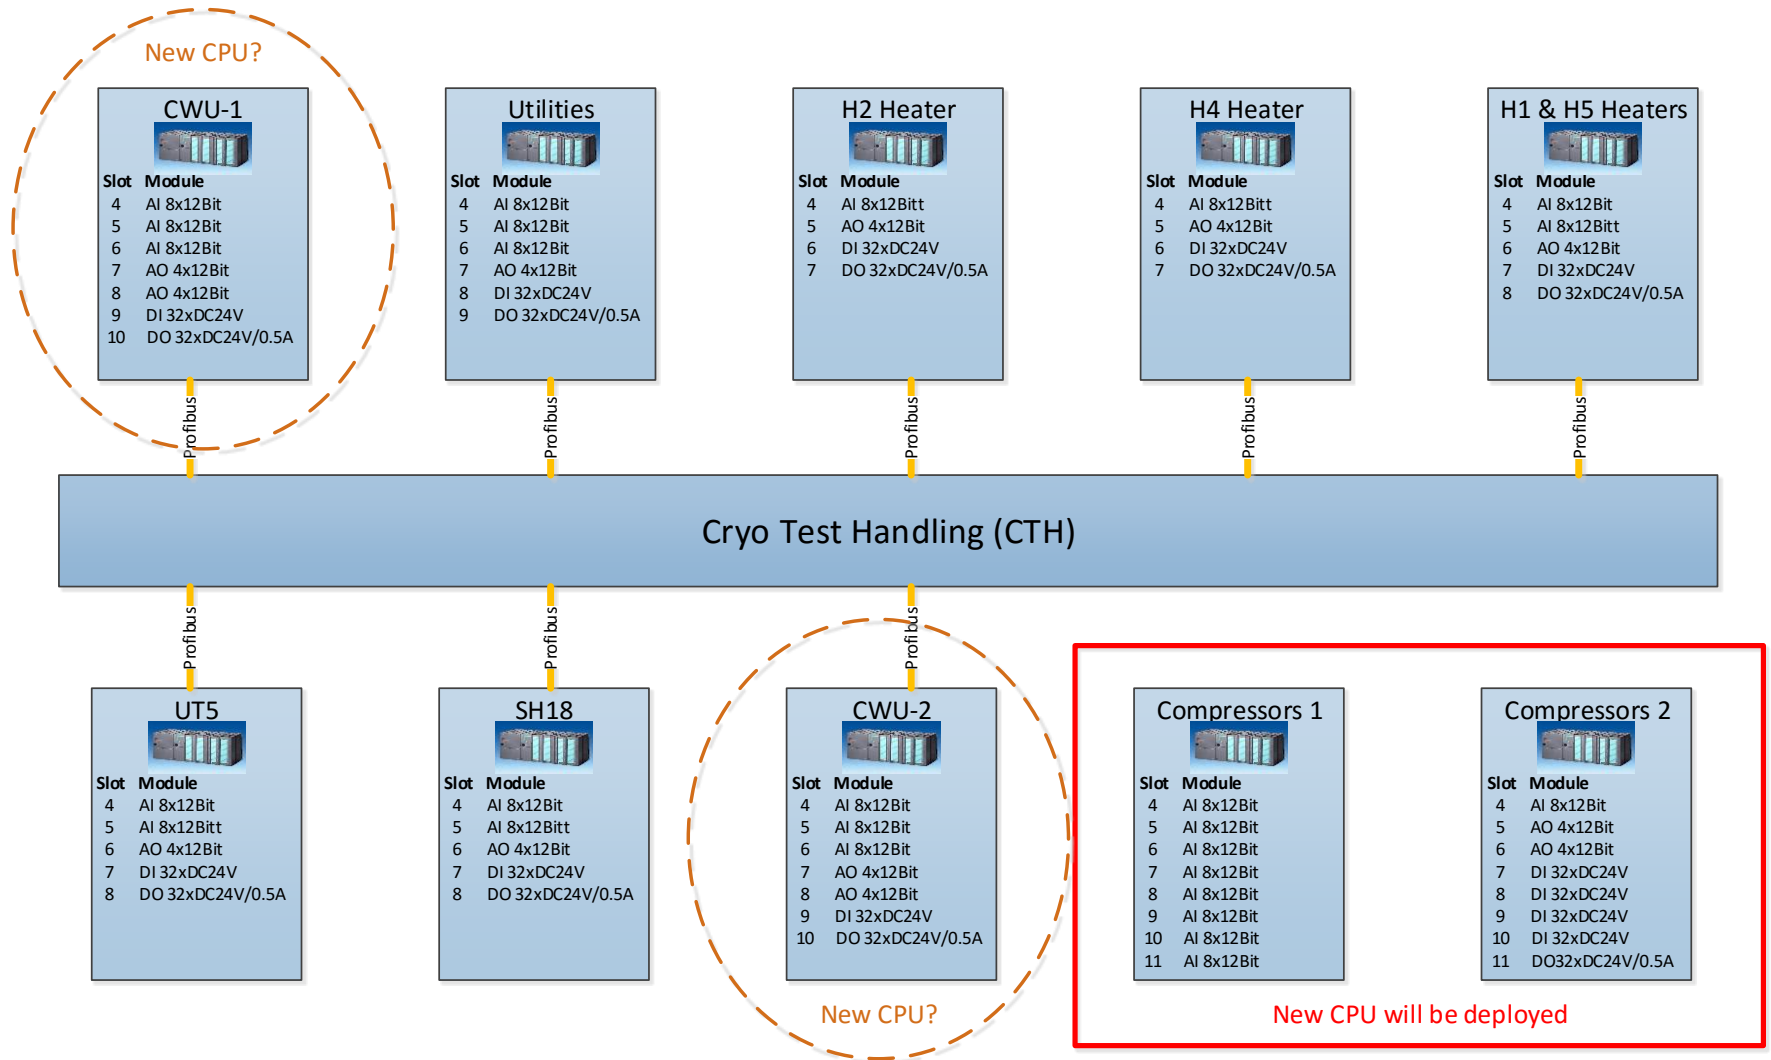 New CPU?
CWU-1
Slot Module
4 AI 8x12Bit
5 AI 8x12Bit
6 AI 8x12Bit
7 AO 4x12Bit
8 AO 4x12Bit
9 DI 32xDC24V
10 DO 32xDC24V/0.5A
Profibus
Utilities
Slot Module
4 AI 8x12Bit
5 AI 8x12Bit
6 AI 8x12Bit
7 AO 4x12Bit
8 DI 32xDC24V
9 DO 32xDC24V/0.5A
Profibus
H2 Heater
Slot Module
4 AI 8x12Bitt
5 AO 4x12Bit
6 DI 32xDC24V
7 DO 32xDC24V/0.5A
Profibus
H4 Heater
Slot Module
4 AI 8x12Bitt
5 AO 4x12Bit
6 DI 32xDC24V
7 DO 32xDC24V/0.5A
Profibus
H1 & H5 Heaters
Slot Module
4 AI 8x12Bit
5 AI 8x12Bitt
6 AO 4x12Bit
7 DI 32xDC24V
8 DO 32xDC24V/0.5A
Profibus
Cryo Test Handling (CTH)
Profibus
UT5
Slot Module
4 AI 8x12Bit
5 AI 8x12Bitt
6 AO 4x12Bit
7 DI 32xDC24V
8 DO 32xDC24V/0.5A
Profibus
SH18
Slot Module
4 AI 8x12Bit
5 AI 8x12Bitt
6 AO 4x12Bit
7 DI 32xDC24V
8 DO 32xDC24V/0.5A
Profibus
CWU-2
Slot Module
4 AI 8x12Bit
5 AI 8x12Bit
6 AI 8x12Bit
7 AO 4x12Bit
8 AO 4x12Bit
9 DI 32xDC24V
10 DO 32xDC24V/0.5A
New CPU?
Compressors 1
Slot Module
4 AI 8x12Bit
5 AI 8x12Bit
6 AI 8x12Bit
7 AI 8x12Bit
8 AI 8x12Bit
9 AI 8x12Bit
10 AI 8x12Bit
11 AI 8x12Bit
Compressors 2
Slot Module
4 AI 8x12Bit
5 AO 4x12Bit
6 AO 4x12Bit
7 DI 32xDC24V
8 DI 32xDC24V
9 DI 32xDC24V
10 DI 32xDC24V
11 DO32xDC24V/0.5A
New CPU will be deployed